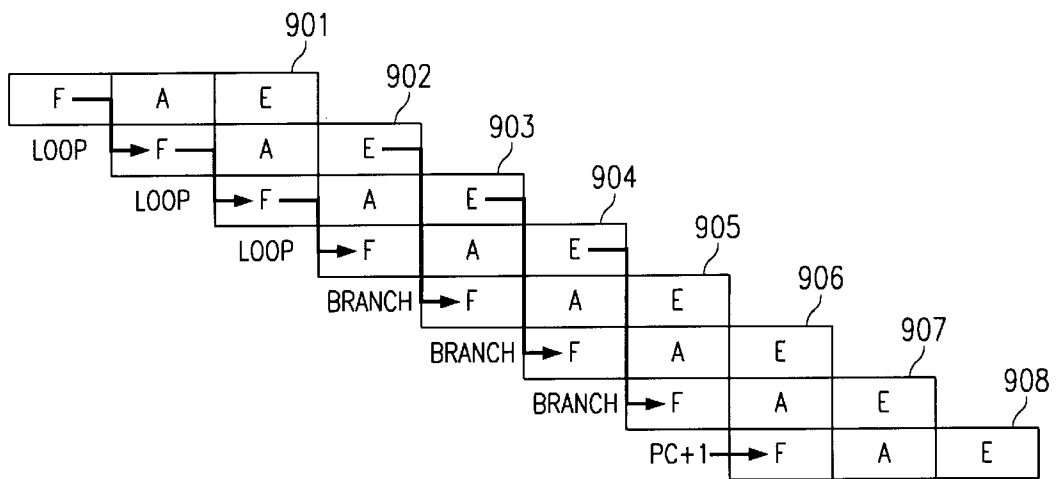 901
F A E
902
LOOP F A E
903
LOOP F A E
904
LOOP F A E
905
BRANCH F A E
906
BRANCH F A E
907
BRANCH F A E
908
PC+1 F A E